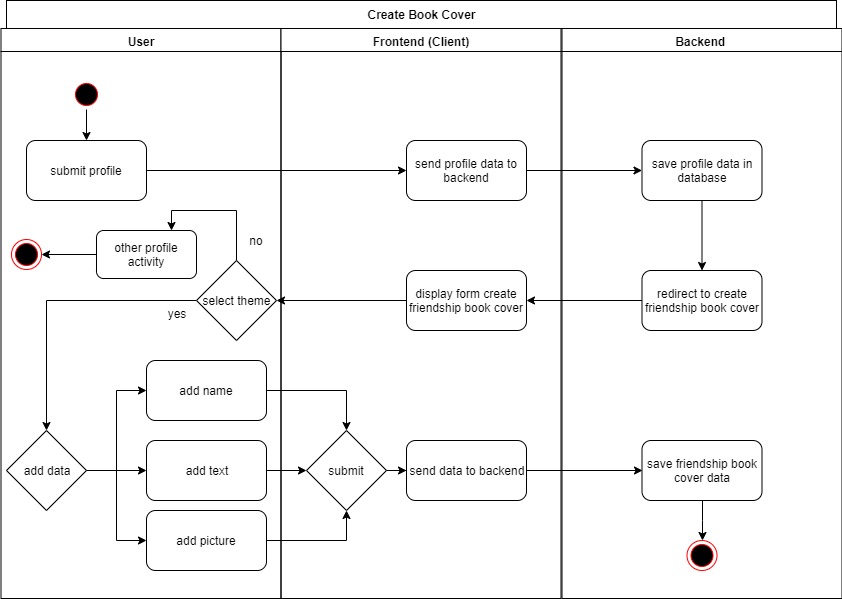 Create Book Cover
User
Frontend (Client)
Backend
submit profile
send profile data to
backend
save profile data in
database
other profile
activity
no
select theme
yes
display form create
friendship book cover
redirect to create
friendship book cover
add name
add data
add text
submit
send data to backend
save friendship book
cover data
add picture